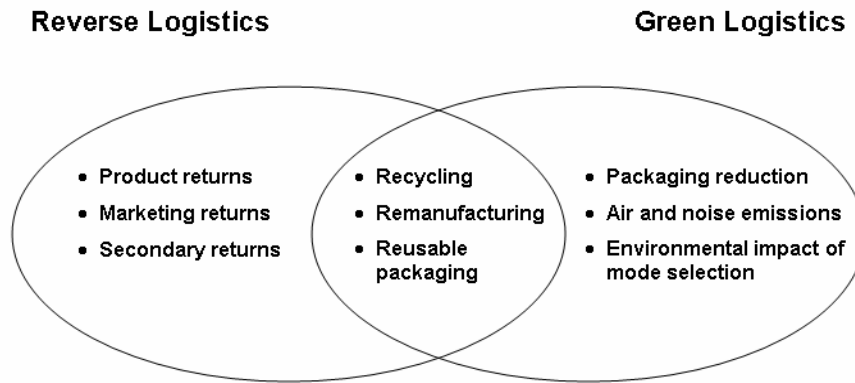 Reverse Logistics
Green Logistics
• Product returns
• Marketing returns
• Secondary returns
• Recycling
• Remanufacturing
• Reusable
packaging
• Packaging reduction
• Air and noise emissions
• Environmental impact of
mode selection